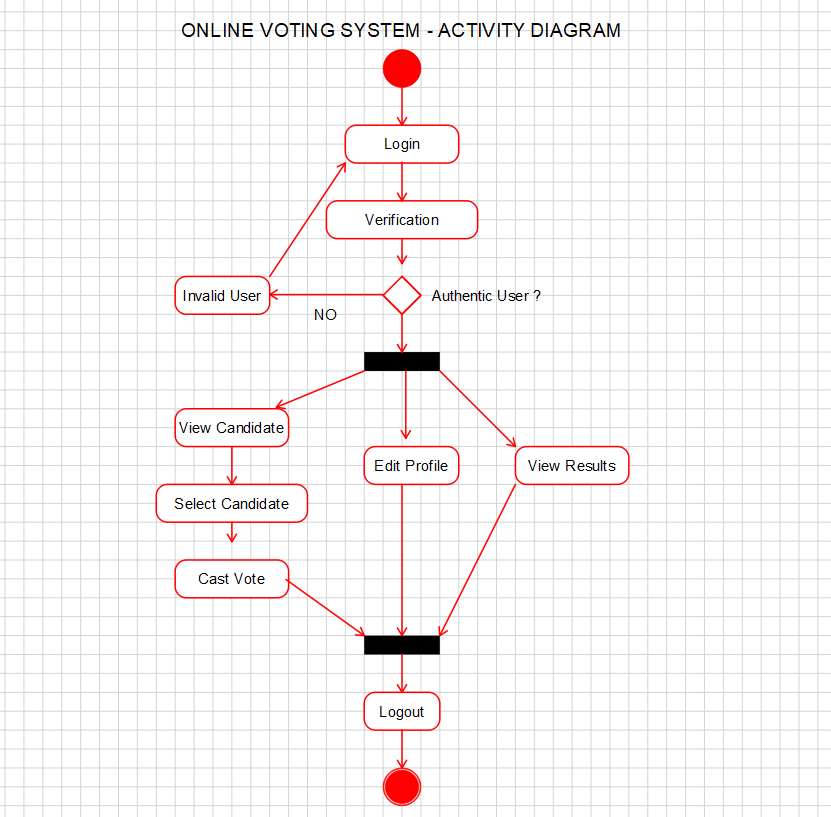 ONLINE VOTING SYSTEM - ACTIVITY DIAGRAM
Login
Verification
Invalid User
Authentic User ?
NO
View Candidate
Edit Profile
View Results
Select Candidate
Cast Vote
Logout